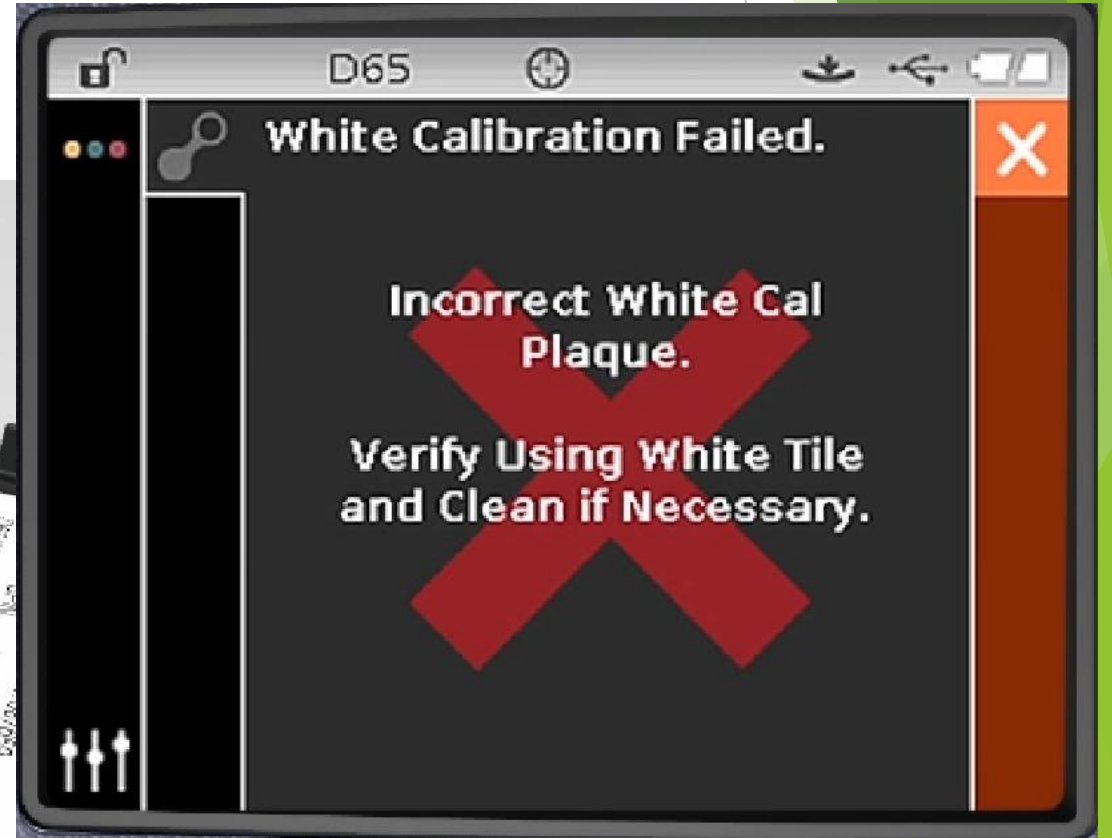 D65
White Calibration Failed.
Incorrect White Cal
Plaque.
Verify Using White Tile
and Clean if Necessary.